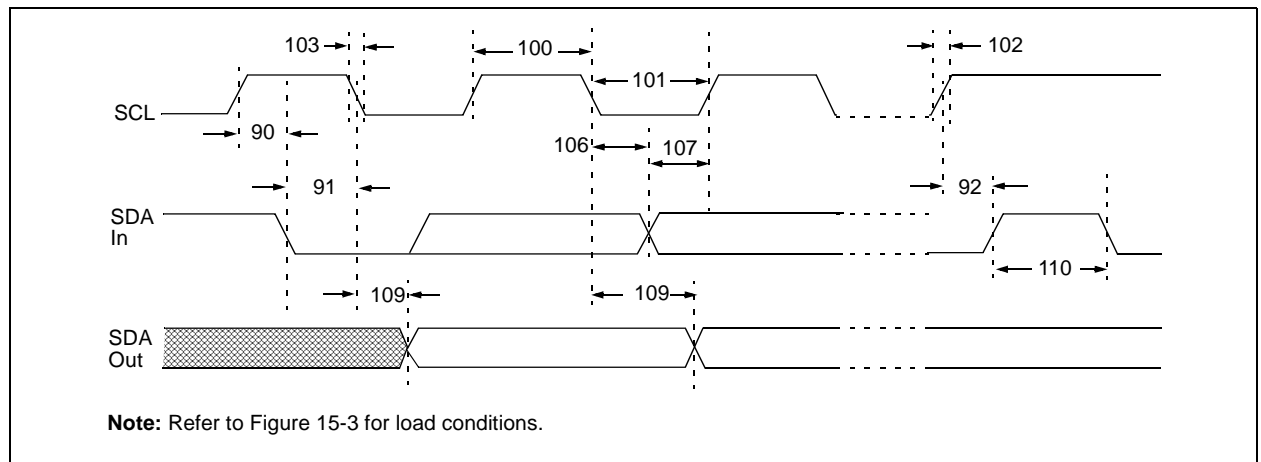 103
100
102
101
SCL
90
106
107
91
92
SDA
In
110
109
109
SDA
Out
Note: Refer to Figure 15-3 for load conditions.